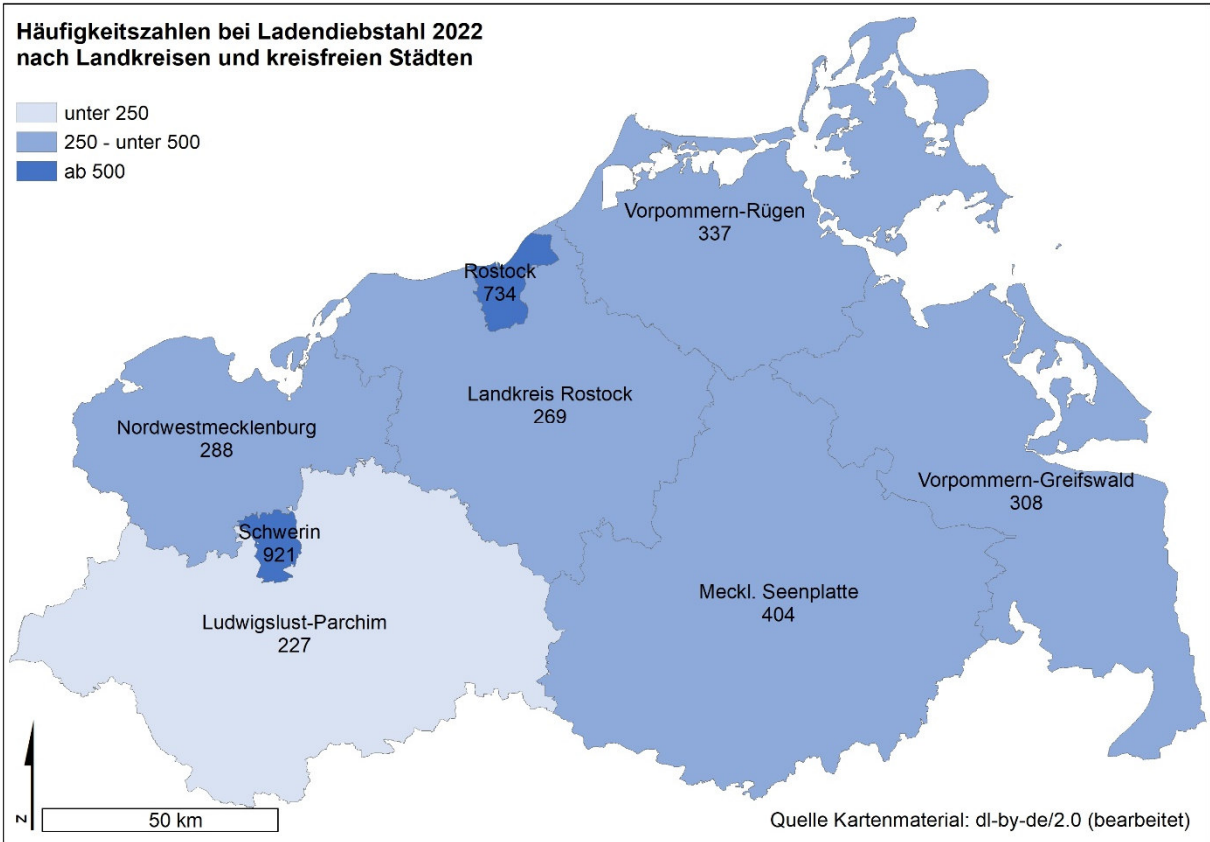 Häufigkeitszahlen bei Ladendiebstahl 2022
nach Landkreisen und kreisfreien Städten
unter 250
250 - unter 500
ab 500
Vorpommern-Rügen
337
Rostock
734
Landkreis Rostock
269
Nordwestmecklenburg
288
Vorpommern-Greifswald
308
Schwerin
921
Meckl. Seenplatte
404
Ludwigslust-Parchim
227
N
50 km
Quelle Kartenmaterial: dl-by-de/2.0 (bearbeitet)